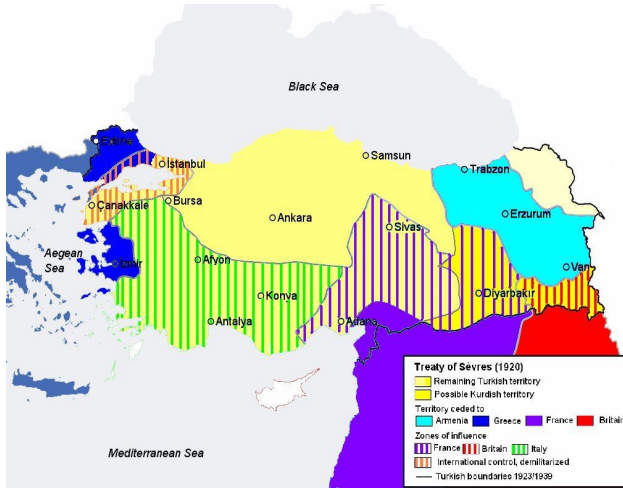 Black Sea
Edirne
Istanbul
Samsun
Trabzon
Çanakkale
Bursa
Ankara
Sivas
Erzurum
Aegean
Sea
Izmir
Afyon
Van
Konya
Diyarbakır
Antalya
Adana
Mediterranean Sea
Treaty of Sèvres (1920)
Remaining Turkish territory
Possible Kurdish territory
Territory ceded to
Armenia
Greece
France
Britain
Zones of influence
France
Britain
Italy
International control, demilitarized
Turkish boundaries 1923/1939